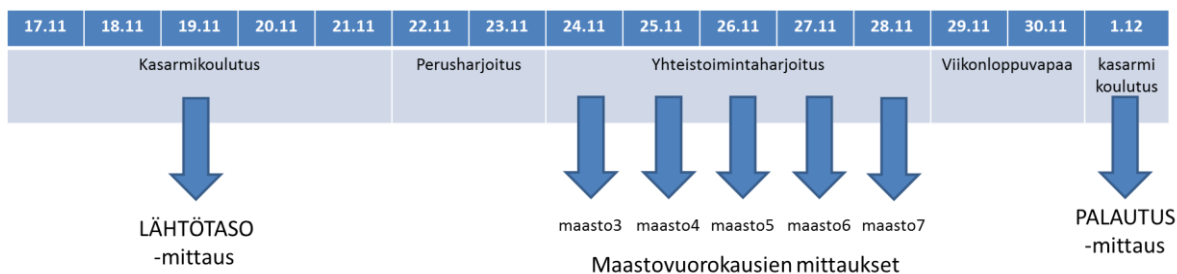 17.11 18.11 19.11 20.11 21.11 22.11 23.11 24.11 25.11 26.11 27.11 28.11 29.11 30.11 1.12
Kasarmikoulutus Perusharjoitus Yhteistoimintaharjoitus Viikonloppuvapaa kasarmi
koulutus
maasto3 maasto4 maasto5 maasto6 maasto7
LÄHTÖTASO
-mittaus
PALAUTUS
-mittaus
Maastovuorokausien mittaukset